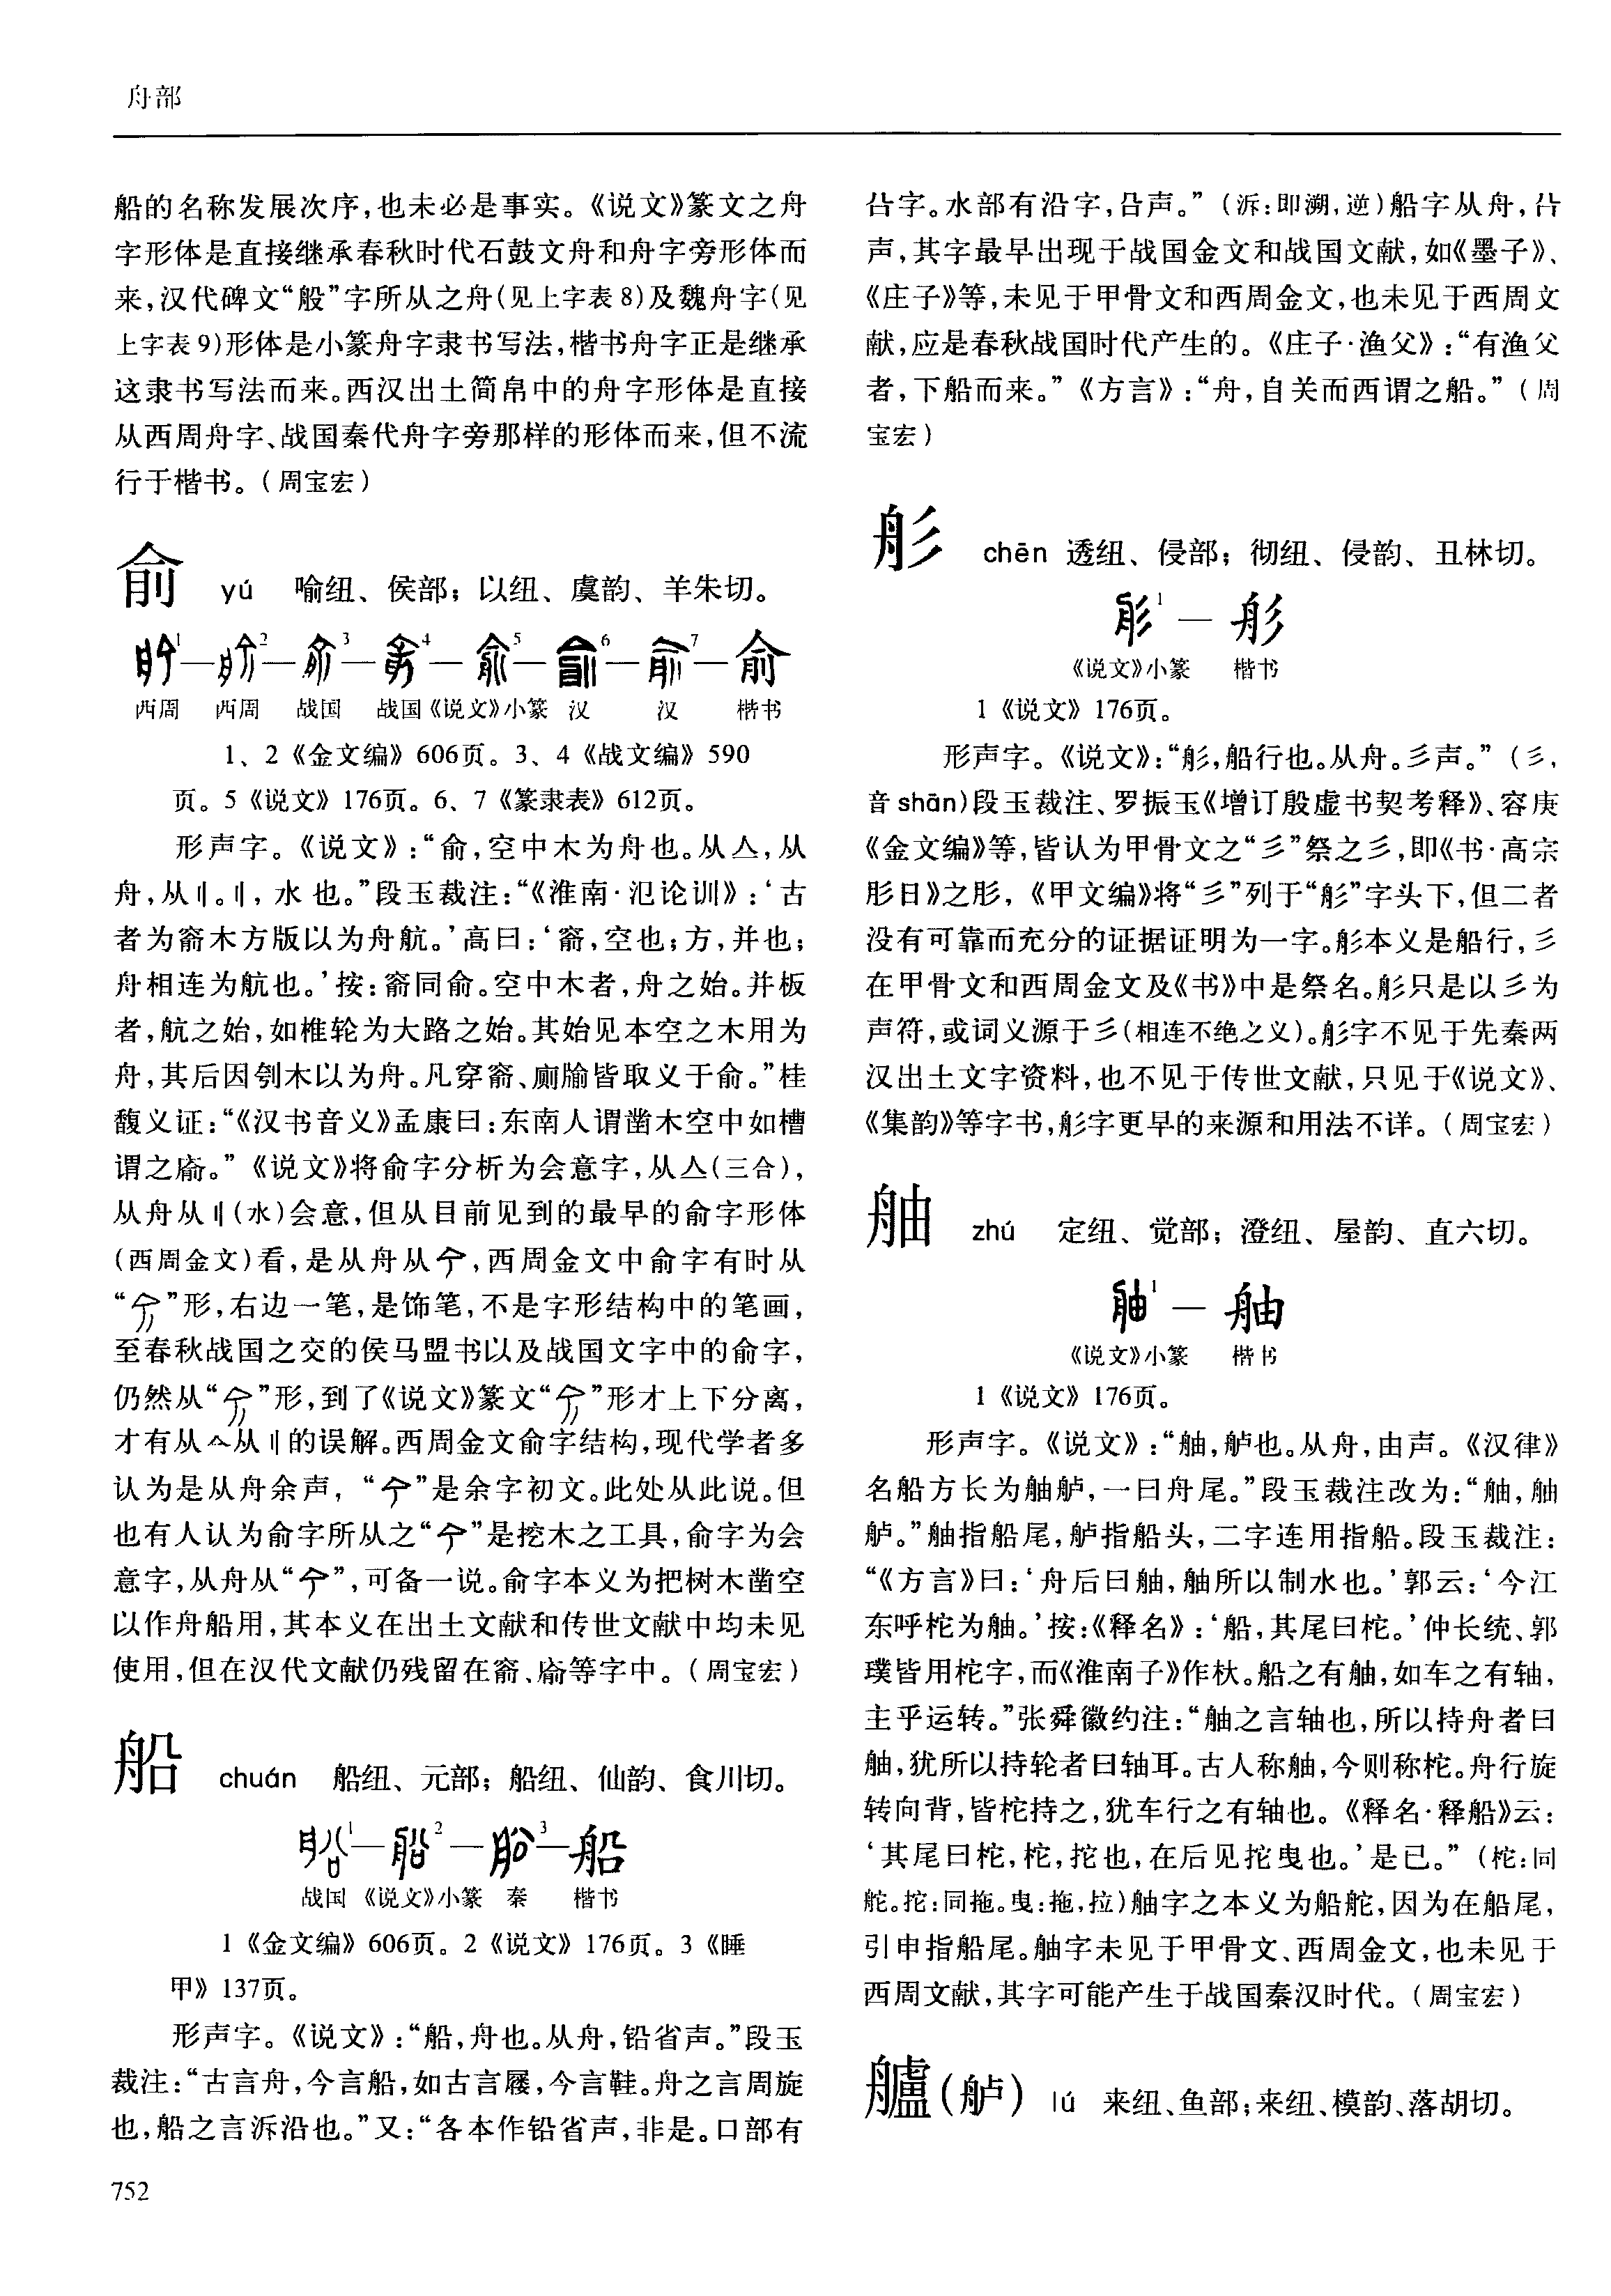 舟部
船的名称发展次序,也未必是事实。《说文》篆文之舟
字形体是直接继承春秋时代石鼓文舟和舟字旁形体而
来,汉代碑文“般”字所从之舟(见上字表8)及魏舟字(见
上字表9)形体是小篆舟字隶书写法,楷书舟字正是继承
这隶书写法而来。西汉出土简帛中的舟字形体是直接
从西周舟字、战国秦代舟字旁那样的形体而来,但不流
行于楷书。(周宝宏)
俞 yú 喻纽、侯部;以纽、虞韵、羊朱切。
1—2—3—4—5—6—7—俞
西周 西周 战国 战国《说文》小篆 汉 汉 楷书
1、2《金文编》606页。3、4《战文编》590
页。5《说文》176页。6、7《篆隶表》612页。
形声字。《说文》:“俞,空中木为舟也。从亼,从
舟,从刂。刂,水也。”段玉裁注:“《淮南·氾论训》:‘古
者为窬木方版以为舟航。’高曰:‘窬,空也;方,并也;
舟相连为航也。’按:窬同俞。空中木者,舟之始。并板
者,航之始,如椎轮为大路之始。其始见本空之木用为
舟,其后因刳木以为舟。凡穿窬、厕牏皆取义于俞。”桂
馥义证:“《汉书音义》孟康曰:东南人谓凿木空中如槽
谓之㢏。”《说文》将俞字分析为会意字,从亼(三合),
从舟从刂(水)会意,但从目前见到的最早的俞字形体
(西周金文)看,是从舟从,西周金文中俞字有时从
“”形,右边一笔,是饰笔,不是字形结构中的笔画,
至春秋战国之交的侯马盟书以及战国文字中的俞字,
仍然从“”形,到了《说文》篆文“”形才上下分离,
才有从亼从刂的误解。西周金文俞字结构,现代学者多
认为是从舟余声,“”是余字初文。此处从此说。但
也有人认为俞字所从之“”是挖木之工具,俞字为会
意字,从舟从“”,可备一说。俞字本义为把树木凿空
以作舟船用,其本义在出土文献和传世文献中均未见
使用,但在汉代文献仍残留在窬、㢏等字中。(周宝宏)
船 chuán 船纽、元部;船纽、仙韵、食川切。
1—2—3—船
战国 《说文》小篆 秦 楷书
1《金文编》606页。2《说文》176页。3《睡
甲》137页。
形声字。《说文》:“船,舟也。从舟,铅省声。”段玉
裁注:“古言舟,今言船,如古言屦,今言鞋。舟之言周旋
也,船之言泝沿也。”又:“各本作铅省声,非是。口部有
㕣字。水部有沿字,㕣声。”(泝:即溯,逆)船字从舟,㕣
声,其字最早出现于战国金文和战国文献,如《墨子》、
《庄子》等,未见于甲骨文和西周金文,也未见于西周文
献,应是春秋战国时代产生的。《庄子·渔父》:“有渔父
者,下船而来。”《方言》:“舟,自关而西谓之船。”(周
宝宏)
彤 chēn 透纽、侵部;彻纽、侵韵、丑林切。
1—彤
《说文》小篆 楷书
1《说文》176页。
形声字。《说文》:“彤,船行也。从舟。彡声。”(彡,
音shān)段玉裁注、罗振玉《增订殷虚书契考释》、容庚
《金文编》等,皆认为甲骨文之“彡”祭之彡,即《书·高宗
肜日》之肜,《甲文编》将“彡”列于“彤”字头下,但二者
没有可靠而充分的证据证明为一字。彤本义是船行,彡
在甲骨文和西周金文及《书》中是祭名。彤只是以彡为
声符,或词义源于彡(相连不绝之义)。彤字不见于先秦两
汉出土文字资料,也不见于传世文献,只见于《说文》、
《集韵》等字书,彤字更早的来源和用法不详。(周宝宏)
舳 zhú 定纽、觉部;澄纽、屋韵、直六切。
1—舳
《说文》小篆 楷书
1《说文》176页。
形声字。《说文》:“舳,舻也。从舟,由声。《汉律》
名船方长为舳舻,一曰舟尾。”段玉裁注改为:“舳,舳
舻。”舳指船尾,舻指船头,二字连用指船。段玉裁注:
“《方言》曰:‘舟后曰舳,舳所以制水也。’郭云:‘今江
东呼柁为舳。’按:《释名》:‘船,其尾曰柁。’仲长统、郭
璞皆用柁字,而《淮南子》作杕。船之有舳,如车之有轴,
主乎运转。”张舜徽约注:“舳之言轴也,所以持舟者曰
舳,犹所以持轮者曰轴耳。古人称舳,今则称柁。舟行旋
转向背,皆柁持之,犹车行之有轴也。《释名·释船》云:
‘其尾曰柁,柁,拕也,在后见拕曳也。’是已。”(柁:同
舵。拕:同拖。曳:拖,拉)舳字之本义为船舵,因为在船尾,
引申指船尾。舳字未见于甲骨文、西周金文,也未见于
西周文献,其字可能产生于战国秦汉时代。(周宝宏)
艫(舻) lú 来纽、鱼部;来纽、模韵、落胡切。
752